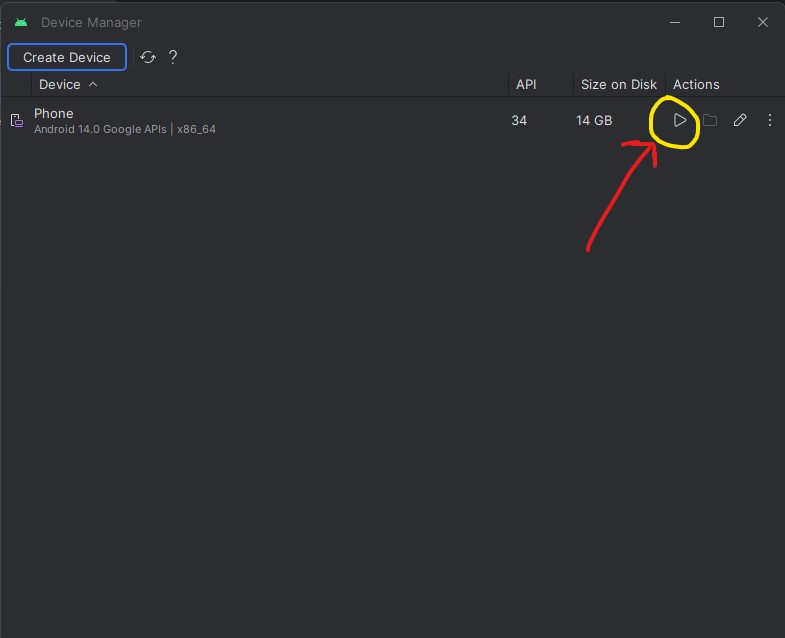 Device Manager
Create Device ?
Device API Size on Disk Actions
Phone 34 14 GB
Android 14.0 Google APIs | x86_64